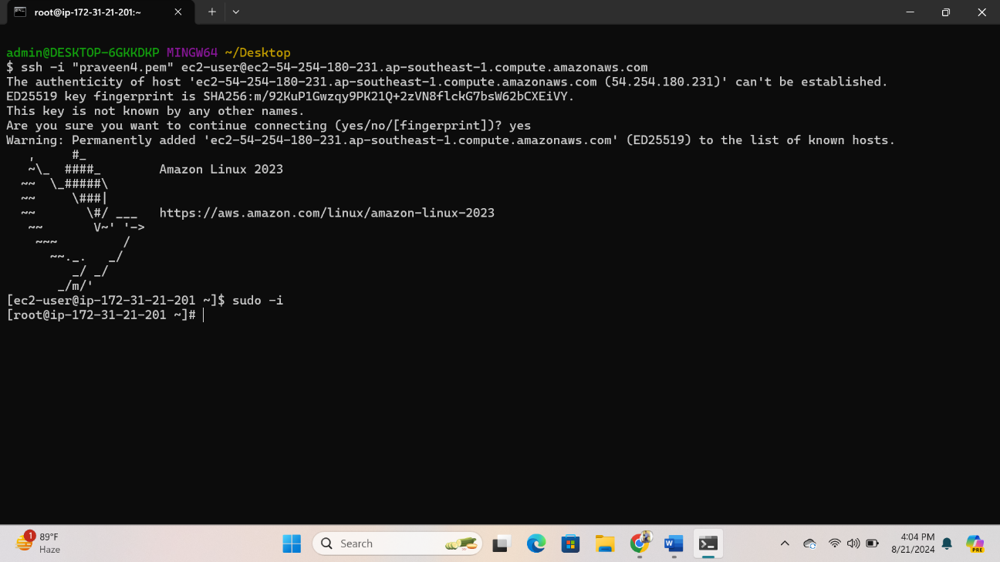 root@ip-172-31-21-201:~
admin@DESKTOP-6GKKDKP MINGW64 ~/Desktop
$ ssh -i "praveen4.pem" ec2-user@ec2-54-254-180-231.ap-southeast-1.compute.amazonaws.com
The authenticity of host 'ec2-54-254-180-231.ap-southeast-1.compute.amazonaws.com (54.254.180.231)' can't be established.
ED25519 key fingerprint is SHA256:m/92KuP1Gwzqy9PK21Q+2zVN8flckG7bsW62bCXEiVY.
This key is not known by any other names.
Are you sure you want to continue connecting (yes/no/[fingerprint])? yes
Warning: Permanently added 'ec2-54-254-180-231.ap-southeast-1.compute.amazonaws.com' (ED25519) to the list of known hosts.
   ,     #_
   ~\_  ####_        Amazon Linux 2023
  ~~  \_#####\
  ~~     \###|
  ~~       \#/ ___   https://aws.amazon.com/linux/amazon-linux-2023
   ~~       V~' '->
    ~~~         /
      ~~._.   _/
         _/ _/
       _/m/'
[ec2-user@ip-172-31-21-201 ~]$ sudo -i
[root@ip-172-31-21-201 ~]#
1
89°F
Haze
Search
W
4:04 PM
8/21/2024
PRE